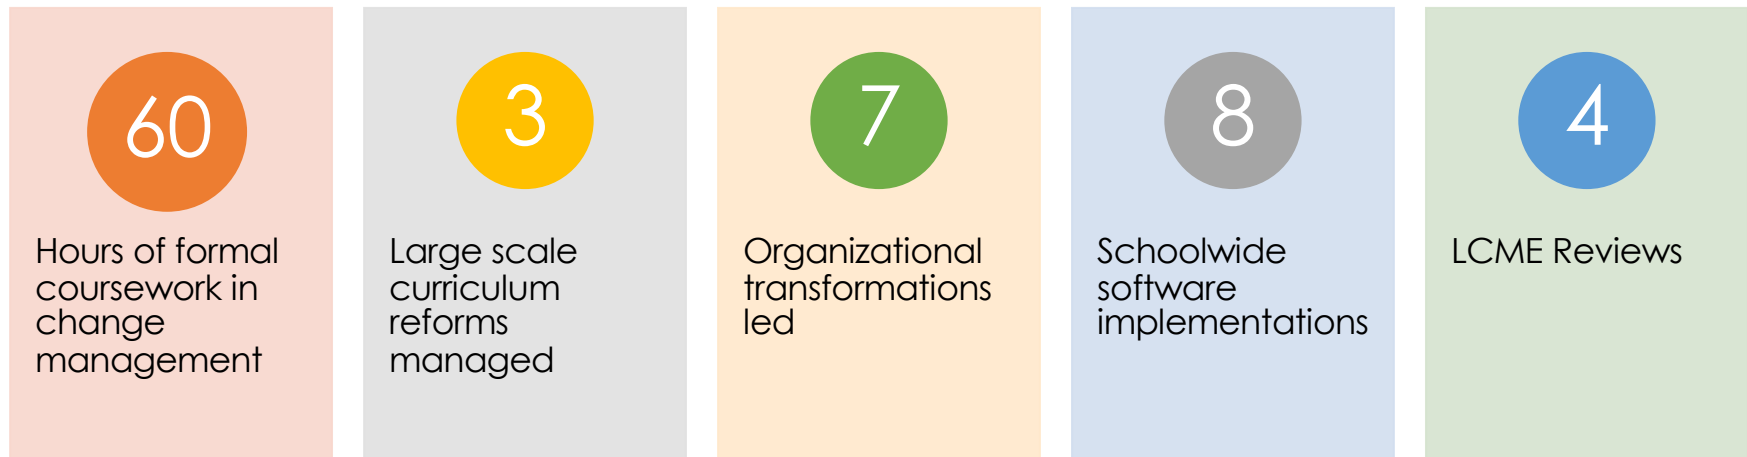 60
Hours of formal
coursework in
change
management
3
Large scale
curriculum
reforms
managed
7
Organizational
transformations
led
8
Schoolwide
software
implementations
4
LCME Reviews